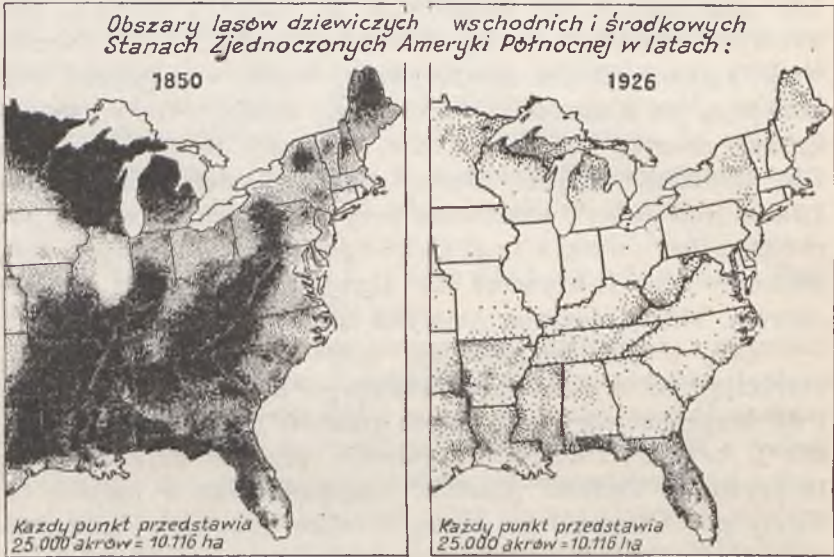 Obszary lasów dziewiczych wschodnich i środkowych
Stanach Zjednoczonych Ameryki Północnej w latach:
1850
1926
Każdy punkt przedstawia
25.000 akrów = 10.116 ha
Każdy punkt przedstawia
25.000 akrów = 10.116 ha